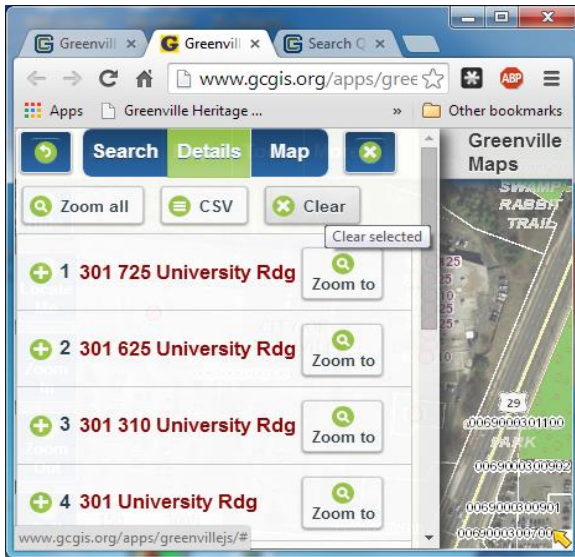 Greenvill
Greenvill
Search Q
www.gcgis.org/apps/gree
ABP
Apps
Greenville Heritage ...
»
Other bookmarks
Search
Details
Map
Greenville
Maps
Zoom all
CSV
Clear
Clear selected
SWAMP
RABBIT
TRAIL
1 301 725 University Rdg
Zoom to
2 301 625 University Rdg
Zoom to
3 301 310 University Rdg
Zoom to
4 301 University Rdg
Zoom to
29
0069000301100
PARK
0069000300902
0069000300901
0069000300700
www.gcgis.org/apps/greenvillejs/#